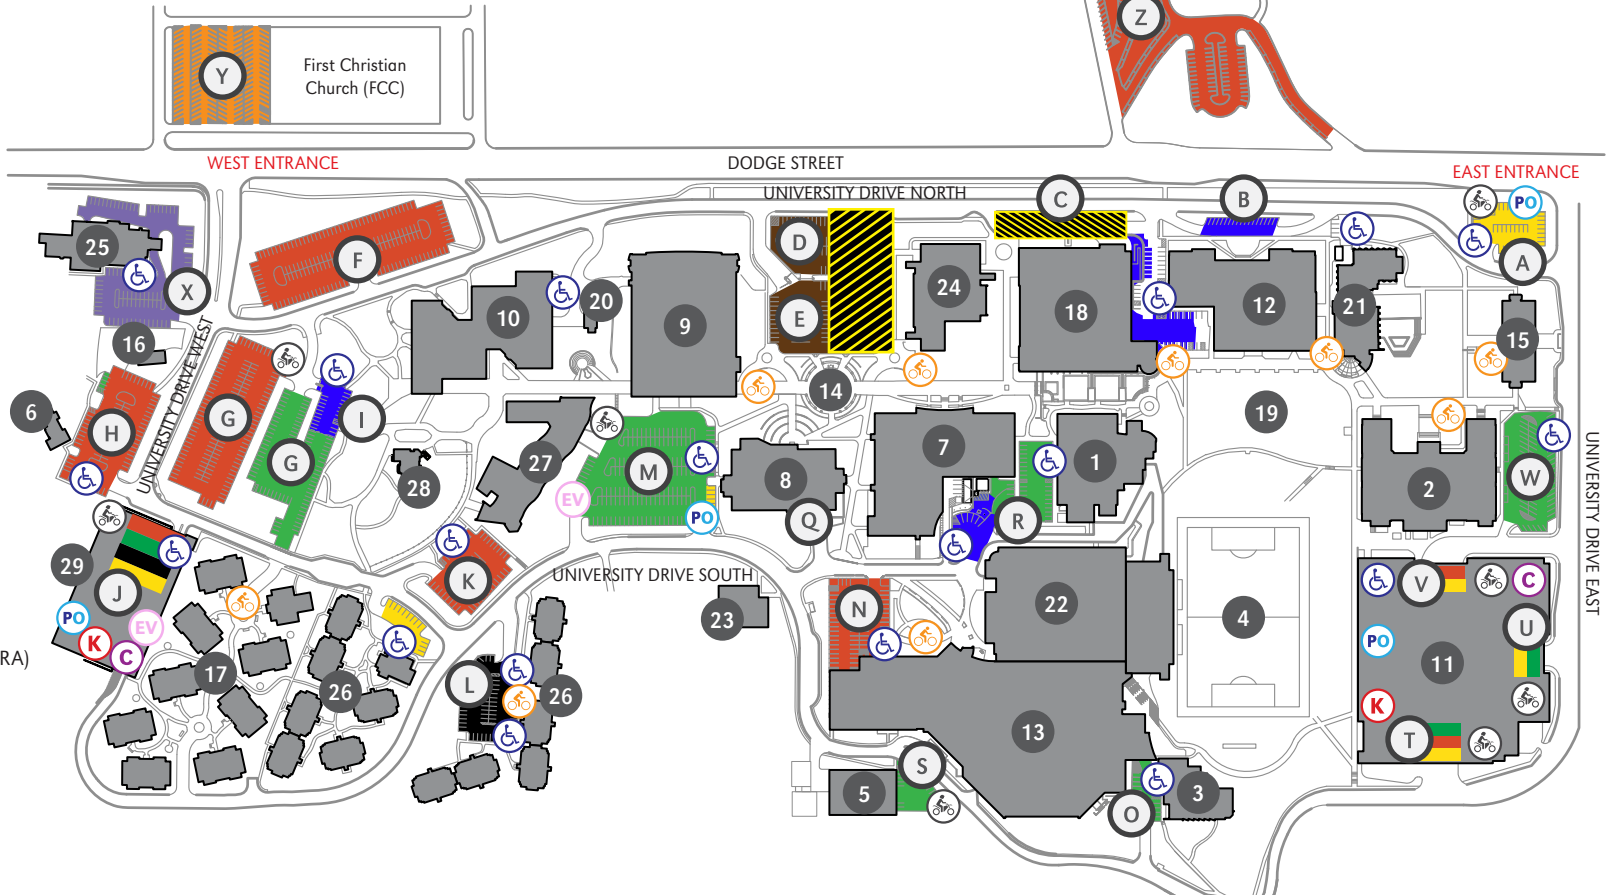 Z
Y
First Christian
Church (FCC)
WEST ENTRANCE
DODGE STREET
EAST ENTRANCE
UNIVERSITY DRIVE NORTH
C
B
PO
D
25
F
A
X
10
20
9
E
24
18
12
21
15
16
UNIVERSITY DRIVE WEST
14
6
H
G
I
19
G
27
M
7
1
28
8
2
W
UNIVERSITY DRIVE EAST
EV
PO
Q
R
29
J
K
UNIVERSITY DRIVE SOUTH
V
C
PO
EV
K
C
23
N
22
4
U
PO
11
RA)
17
26
L
26
K
13
T
S
5
3
O